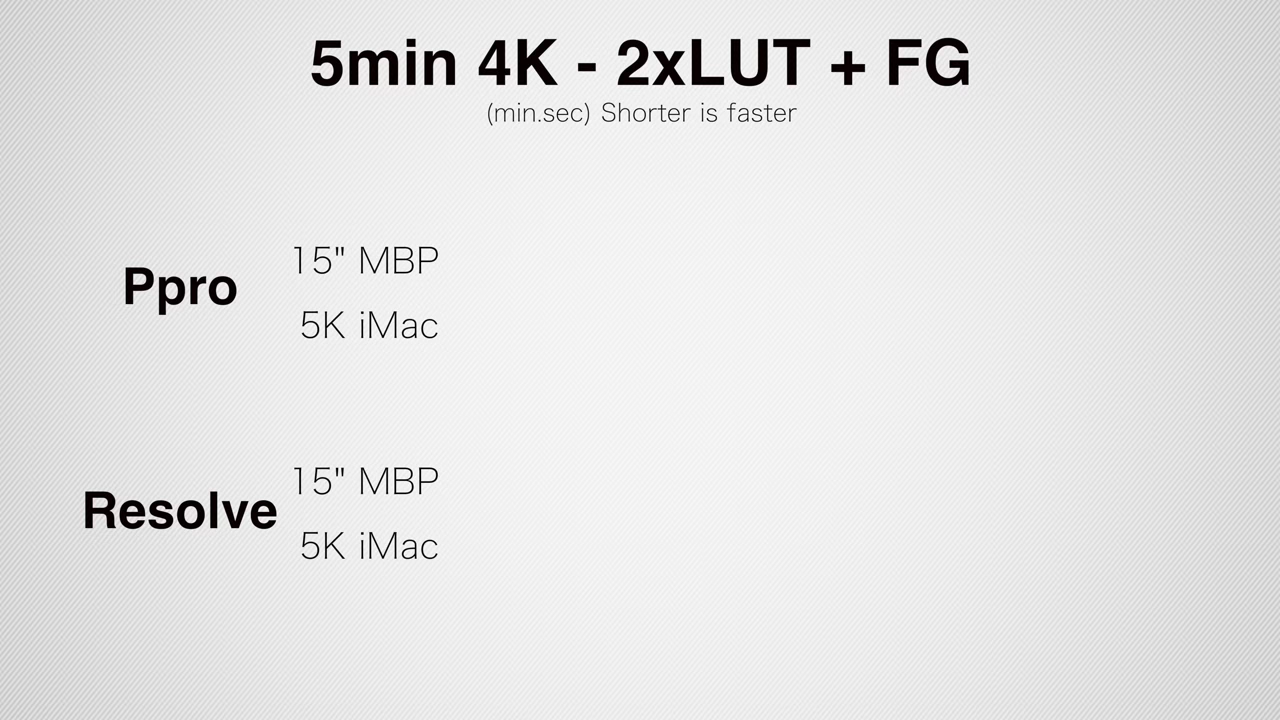 5min 4K - 2xLUT + FG
(min.sec) Shorter is faster
Ppro
15" MBP
5K iMac
Resolve
15" MBP
5K iMac